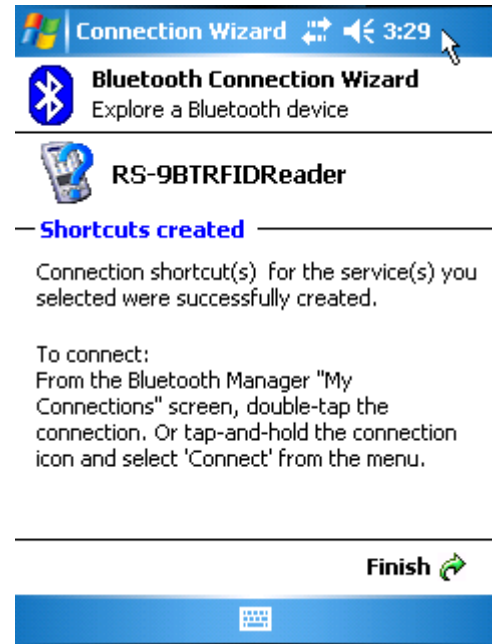 Connection Wizard 3:29
Bluetooth Connection Wizard
Explore a Bluetooth device
RS-9BTRFIDReader
Shortcuts created
Connection shortcut(s)  for the service(s) you
selected were successfully created.
To connect:
From the Bluetooth Manager "My
Connections" screen, double-tap the
connection. Or tap-and-hold the connection
icon and select 'Connect' from the menu.
Finish